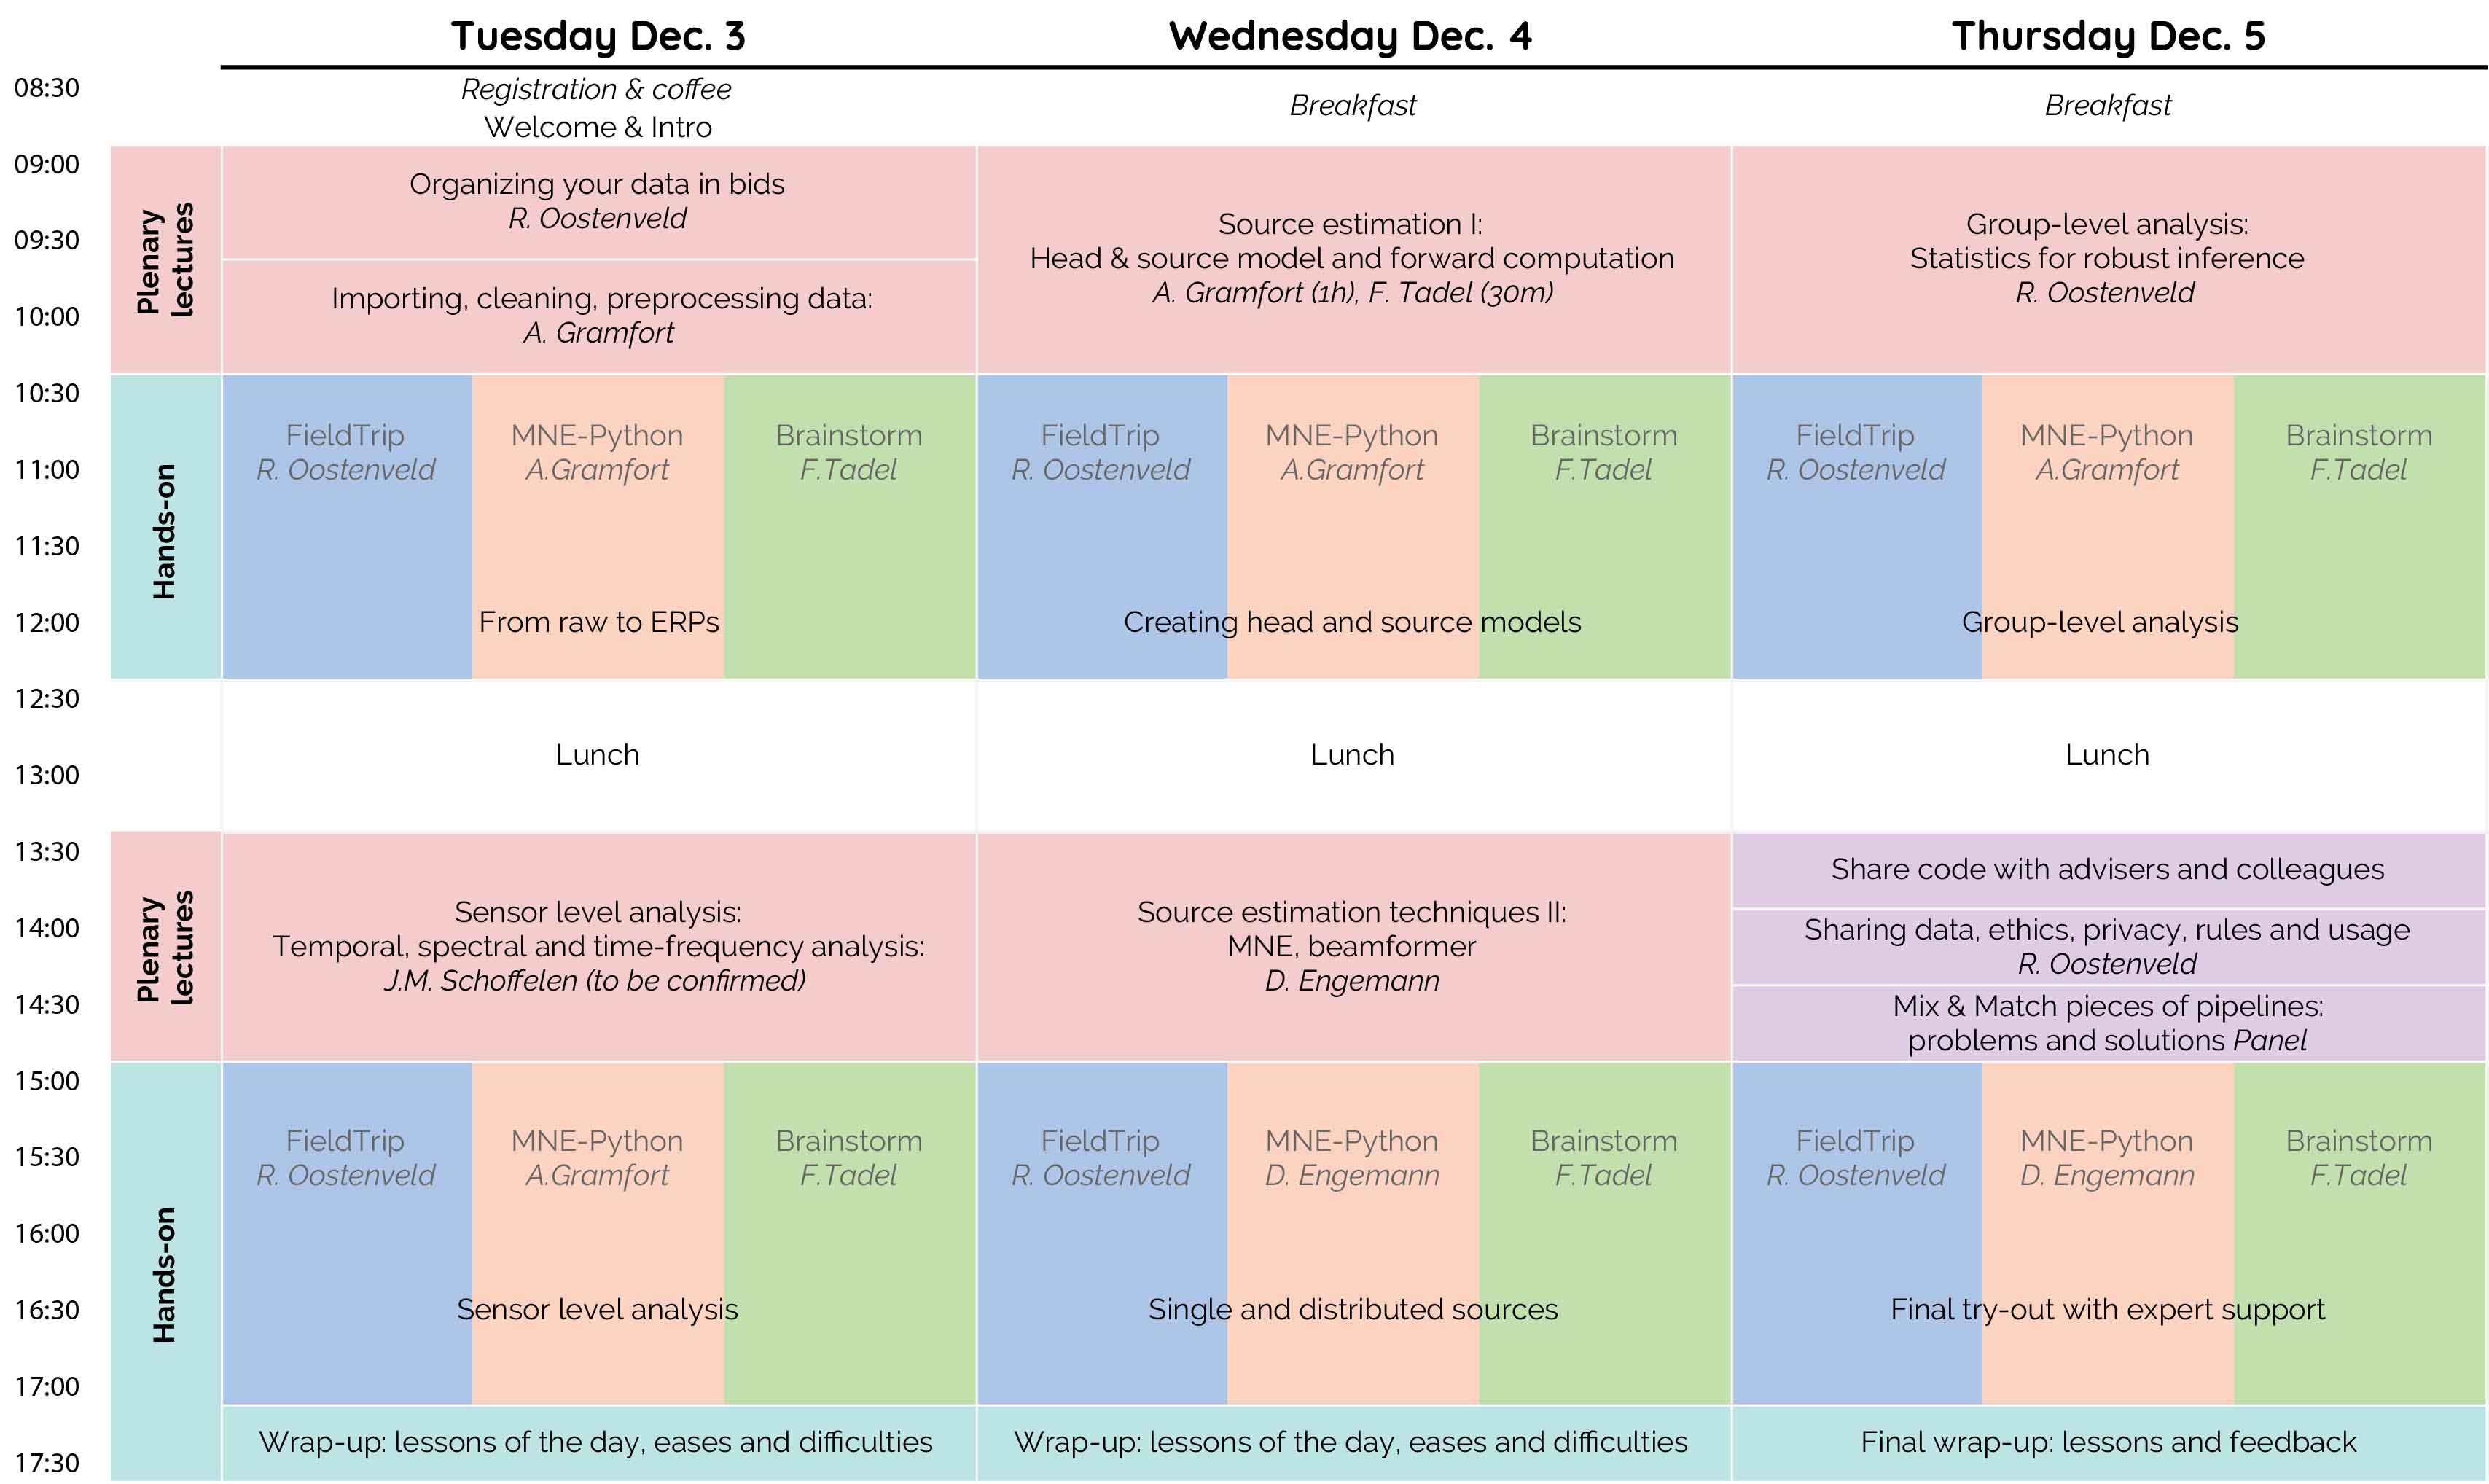 Tuesday Dec. 3
Wednesday Dec. 4
Thursday Dec. 5
08:30
Registration & coffee
Welcome & Intro
Breakfast
Breakfast
Plenary
lectures
09:00
09:30
10:00
Organizing your data in bids
R. Oostenveld
Importing, cleaning, preprocessing data:
A. Gramfort
Source estimation I:
Head & source model and forward computation
A. Gramfort (1h), F. Tadel (30m)
Group-level analysis:
Statistics for robust inference
R. Oostenveld
Hands-on
10:30
11:00
11:30
12:00
FieldTrip
R. Oostenveld
MNE-Python
A.Gramfort
Brainstorm
F.Tadel
From raw to ERPs
FieldTrip
R. Oostenveld
MNE-Python
A.Gramfort
Brainstorm
F.Tadel
Creating head and source models
FieldTrip
R. Oostenveld
MNE-Python
A.Gramfort
Brainstorm
F.Tadel
Group-level analysis
12:30
13:00
Lunch
Lunch
Lunch
Plenary
lectures
13:30
14:00
14:30
Sensor level analysis:
Temporal, spectral and time-frequency analysis:
J.M. Schoffelen (to be confirmed)
Source estimation techniques II:
MNE, beamformer
D. Engemann
Share code with advisers and colleagues
Sharing data, ethics, privacy, rules and usage
R. Oostenveld
Mix & Match pieces of pipelines:
problems and solutions Panel
Hands-on
15:00
15:30
16:00
16:30
17:00
17:30
FieldTrip
R. Oostenveld
MNE-Python
A.Gramfort
Brainstorm
F.Tadel
Sensor level analysis
FieldTrip
R. Oostenveld
MNE-Python
D. Engemann
Brainstorm
F.Tadel
Single and distributed sources
FieldTrip
R. Oostenveld
MNE-Python
D. Engemann
Brainstorm
F.Tadel
Final try-out with expert support
Wrap-up: lessons of the day, eases and difficulties
Wrap-up: lessons of the day, eases and difficulties
Final wrap-up: lessons and feedback